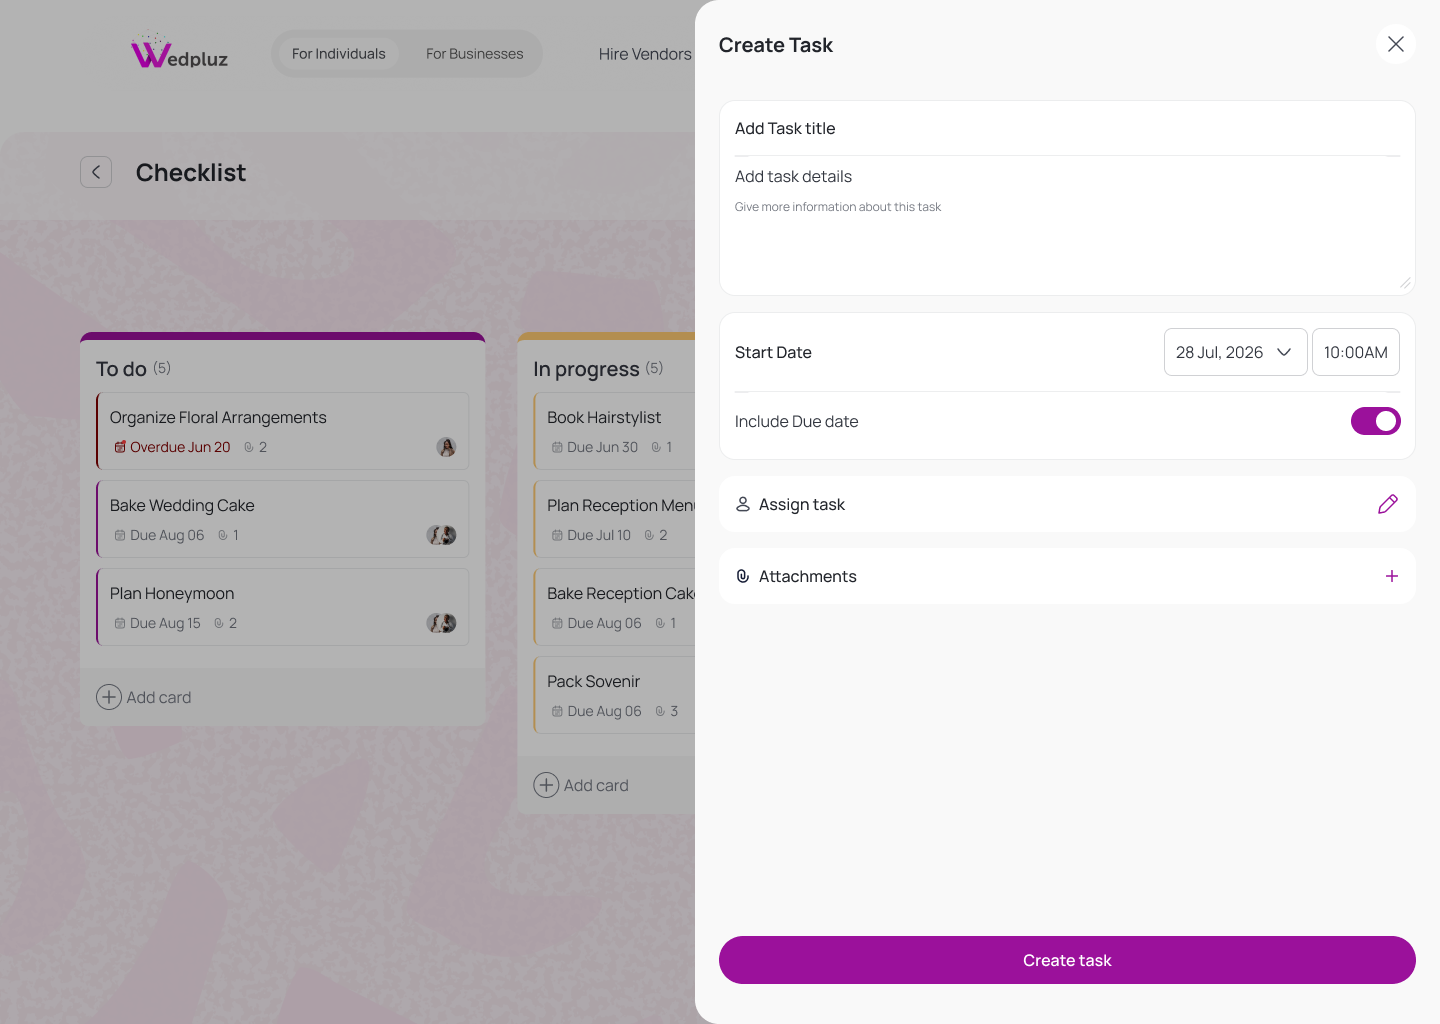 Wedpluz
For Individuals
For Businesses
Hire Vendors
Checklist
To do (5)
Organize Floral Arrangements
Overdue Jun 20 2
Bake Wedding Cake
Due Aug 06 1
Plan Honeymoon
Due Aug 15 2
Add card
In progress (5)
Book Hairstylist
Due Jun 30 1
Plan Reception Men
Due Jul 10 2
Bake Reception Cak
Due Aug 06 1
Pack Sovenir
Due Aug 06 3
Add card
Create Task
Add Task title
Add task details
Give more information about this task
Start Date
28 Jul, 2026
10:00AM
Include Due date
Assign task
Attachments
Create task